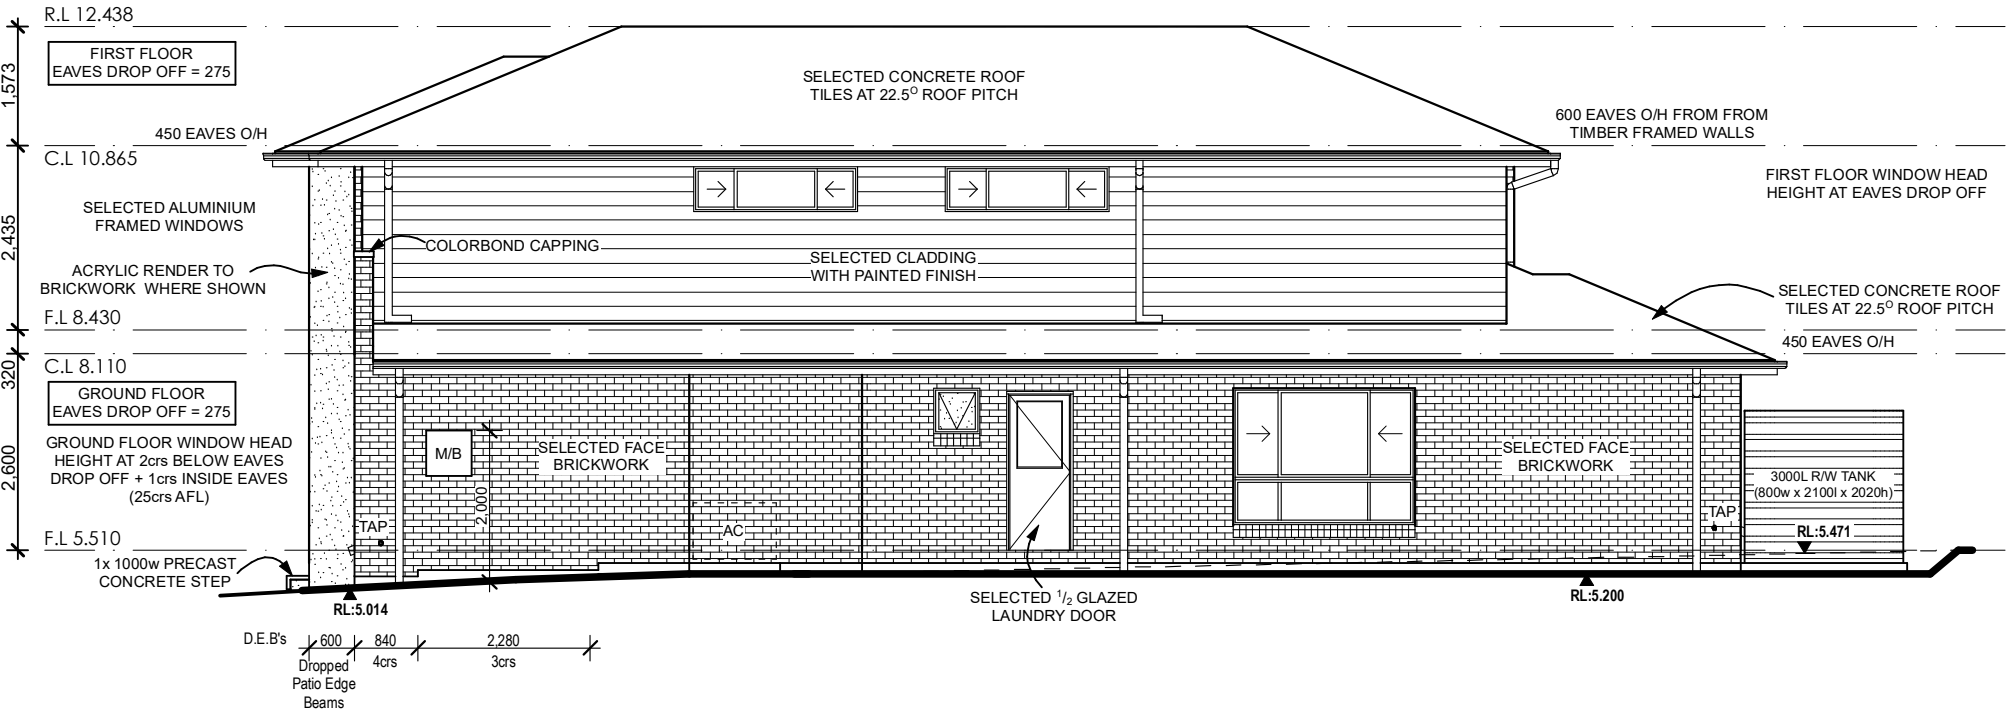 R.L 12.438
FIRST FLOOR
EAVES DROP OFF = 275
1,573
SELECTED CONCRETE ROOF
TILES AT 22.5O ROOF PITCH
450 EAVES O/H
600 EAVES O/H FROM FROM
TIMBER FRAMED WALLS
C.L 10.865
FIRST FLOOR WINDOW HEAD
HEIGHT AT EAVES DROP OFF
2,435
SELECTED ALUMINIUM
FRAMED WINDOWS
COLORBOND CAPPING
SELECTED CLADDING
WITH PAINTED FINISH
ACRYLIC RENDER TO
BRICKWORK WHERE SHOWN
SELECTED CONCRETE ROOF
TILES AT 22.5O ROOF PITCH
F.L 8.430
320
450 EAVES O/H
C.L 8.110
GROUND FLOOR
EAVES DROP OFF = 275
2,600
GROUND FLOOR WINDOW HEAD
HEIGHT AT 2crs BELOW EAVES
DROP OFF + 1crs INSIDE EAVES
(25crs AFL)
M/B
2,000
SELECTED FACE
BRICKWORK
SELECTED FACE
BRICKWORK
3000L R/W TANK
(800w x 2100l x 2020h)
TAP
AC
TAP
RL:5.471
F.L 5.510
1x 1000w PRECAST
CONCRETE STEP
RL:5.014
SELECTED 1/2 GLAZED
LAUNDRY DOOR
RL:5.200
D.E.B's
600
840
2,280
4crs
3crs
Dropped
Patio Edge
Beams